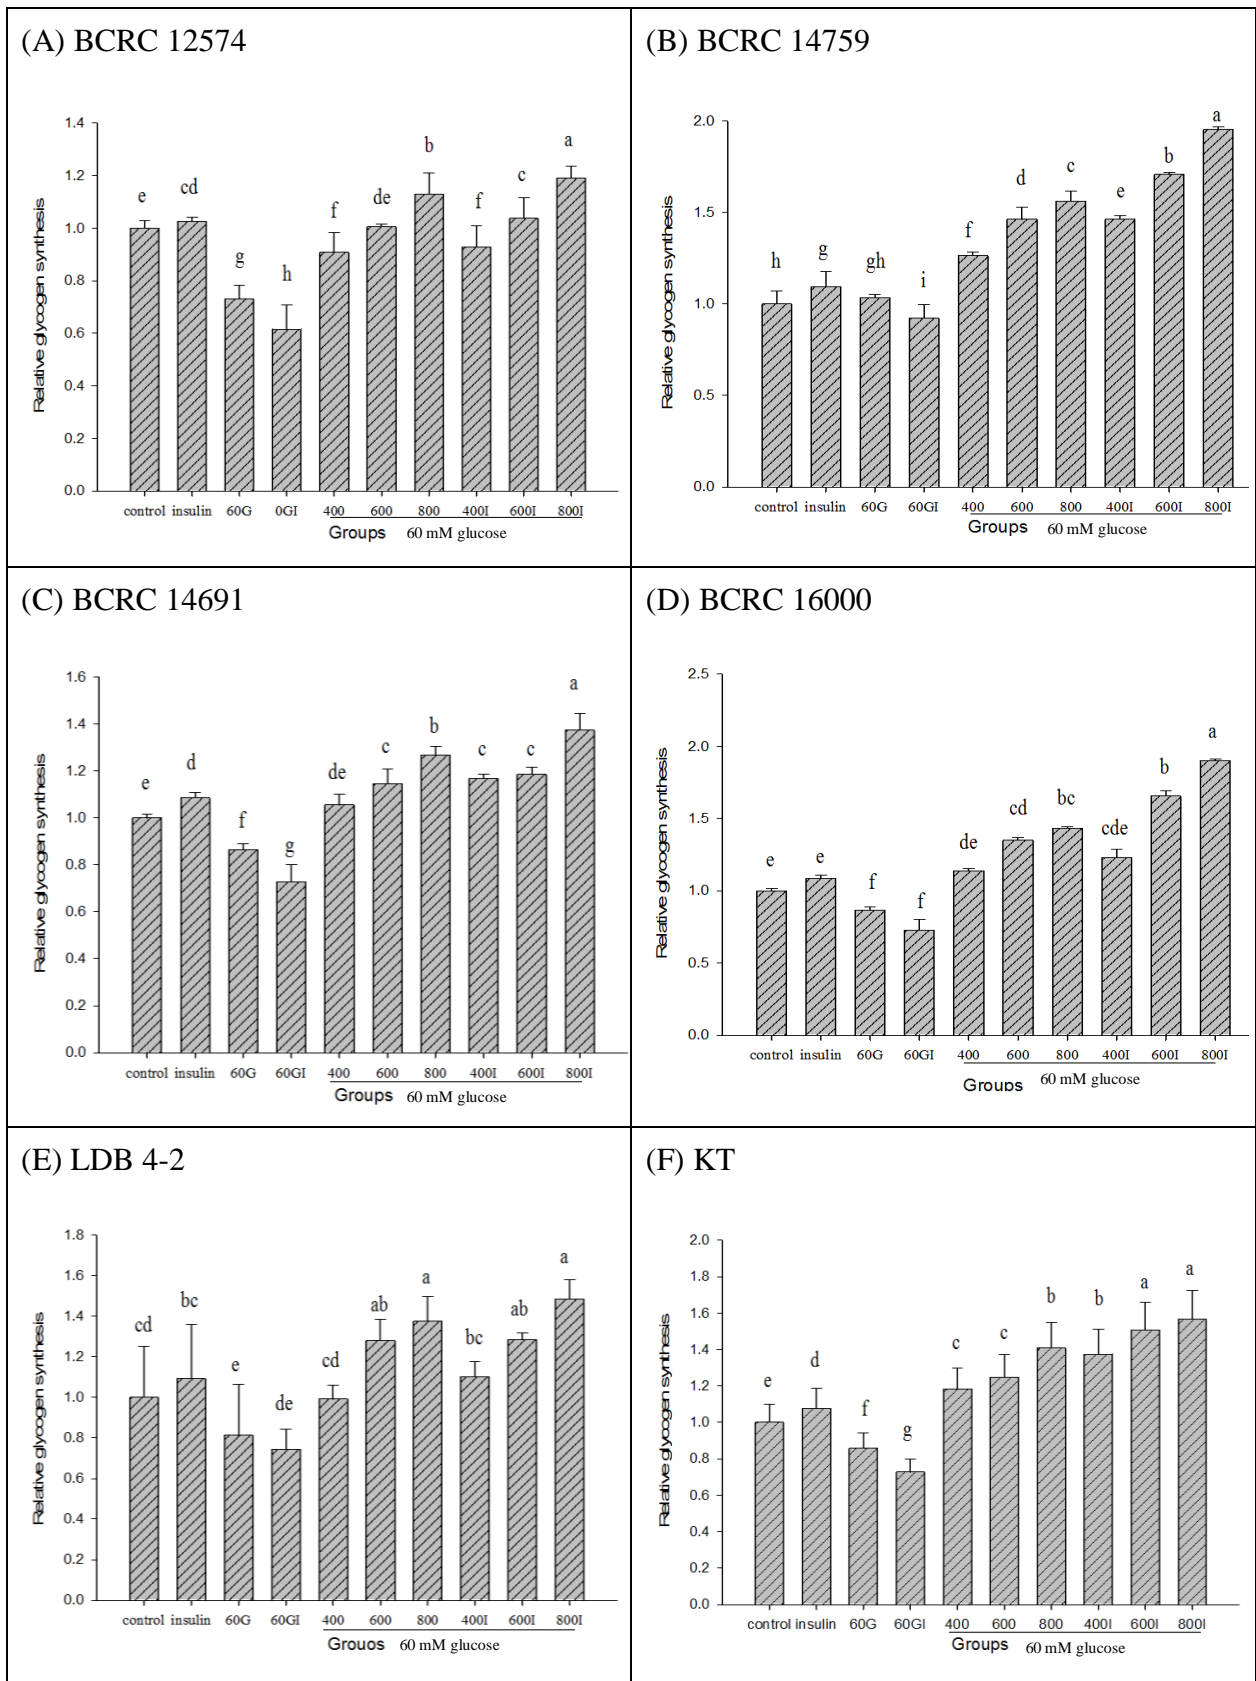 (A) BCRC 12574
Relative glycogen synthesis
1.4
1.2
1.0
0.8
0.6
0.4
0.2
0.0
e cd g h f de b f c a
control insulin 60G 0GI 400 600 800 400I 600I 800I
Groups 60 mM glucose
(B) BCRC 14759
Relative glycogen synthesis
2.0
1.5
1.0
0.5
0.0
h g gh i f d c e b a
control insulin 60G 60GI 400 600 800 400I 600I 800I
Groups 60 mM glucose
(C) BCRC 14691
Relative glycogen synthesis
1.6
1.4
1.2
1.0
0.8
0.6
0.4
0.2
0.0
e d f g de c b c c a
control insulin 60G 60GI 400 600 800 400I 600I 800I
Groups 60 mM glucose
(D) BCRC 16000
Relative glycogen synthesis
2.5
2.0
1.5
1.0
0.5
0.0
e e f f de cd bc cde b a
control insulin 60G 60GI 400 600 800 400I 600I 800I
Groups 60 mM glucose
(E) LDB 4-2
Relative glycogen synthesis
1.8
1.6
1.4
1.2
1.0
0.8
0.6
0.4
0.2
0.0
cd bc e de cd ab a bc ab a
control insulin 60G 60GI 400 600 800 400I 600I 800I
Groups 60 mM glucose
(F) KT
Relative glycogen synthesis
2.0
1.8
1.6
1.4
1.2
1.0
0.8
0.6
0.4
0.2
0.0
e d f g c c b b a a
control insulin 60G 60GI 400 600 800 400I 600I 800I
Groups 60 mM glucose